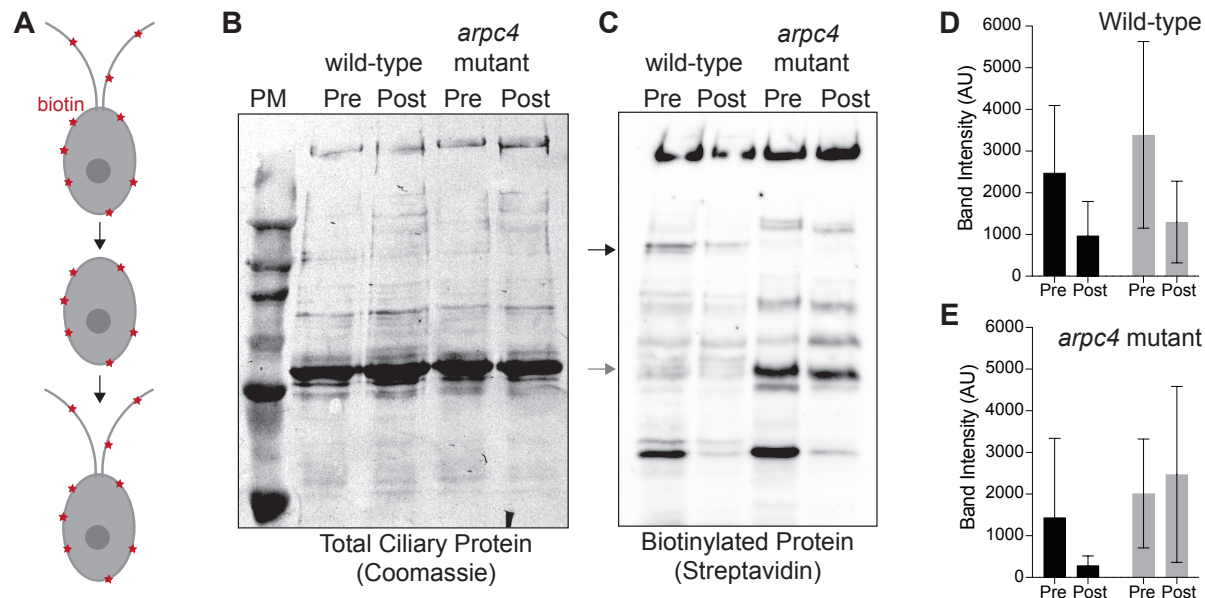 A
biotin
B
arpc4
wild-type mutant
PM Pre Post Pre Post
Total Ciliary Protein
(Coomassie)
C
arpc4
wild-type mutant
Pre Post Pre Post
Biotinylated Protein
(Streptavidin)
D
Wild-type
Band Intensity (AU)
6000
5000
4000
3000
2000
1000
0
Pre Post Pre Post
E
arpc4 mutant
Band Intensity (AU)
6000
5000
4000
3000
2000
1000
0
Pre Post Pre Post